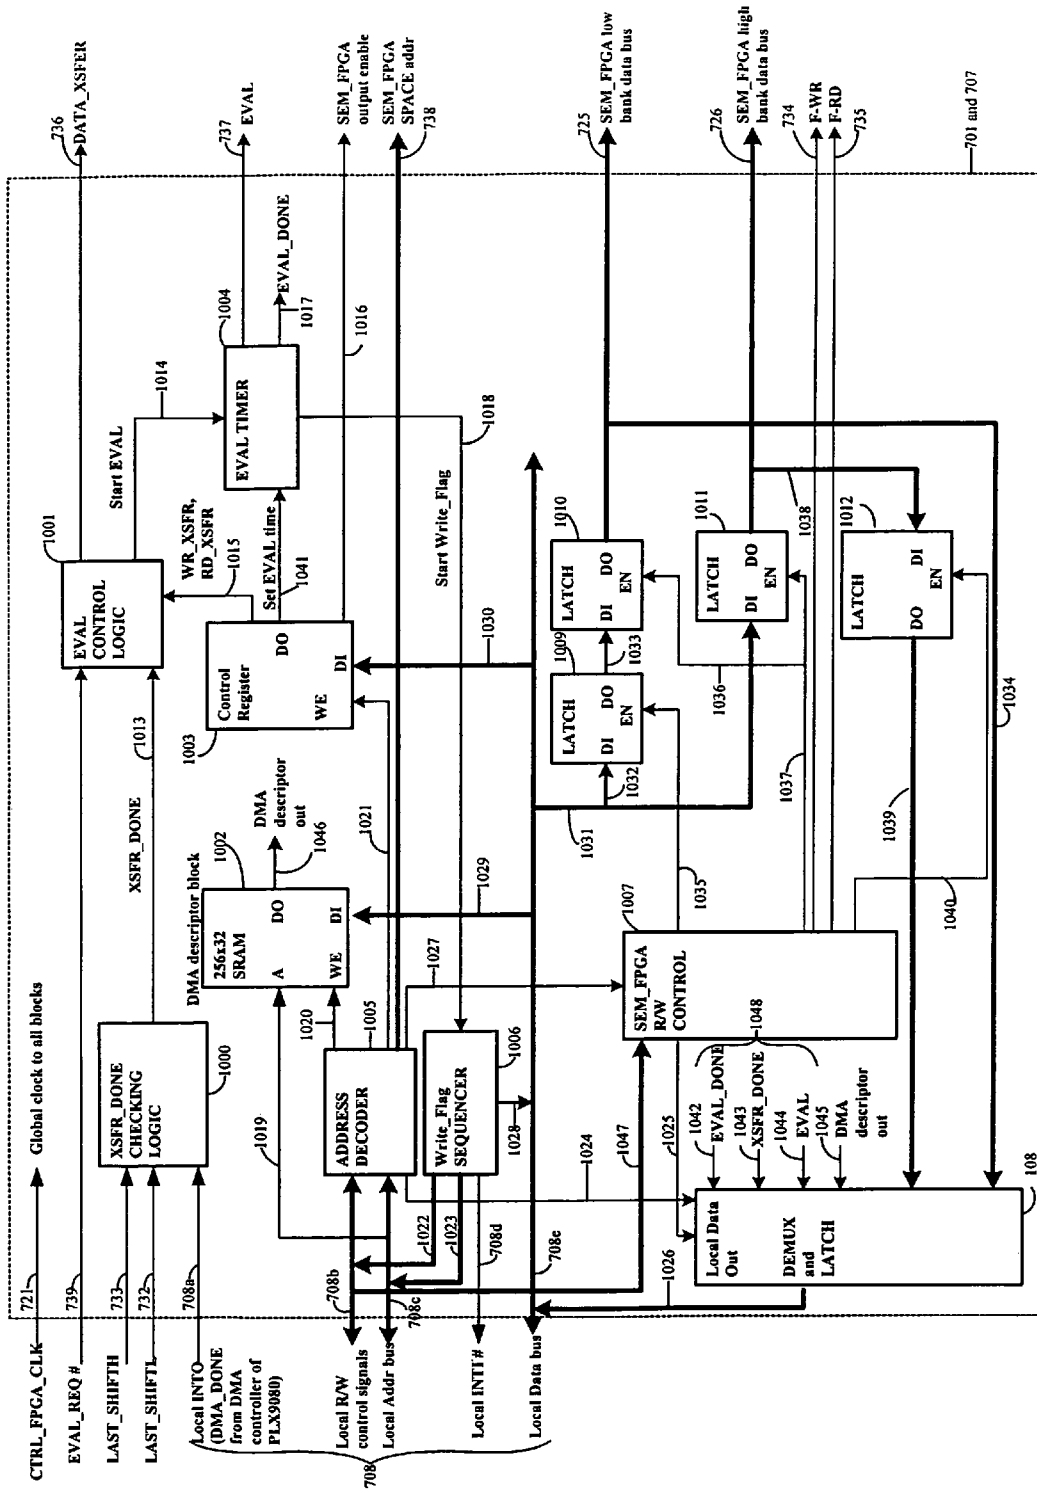 CTRL_FPGA_CLK
721
Global clock to all blocks
EVAL_REQ #
739
LAST_SHIFTH
733
LAST_SHIFTL
732
Local INTO
(DMA_DONE
from DMA
controller of
PLX9080)
708a
XSFR_DONE
CHECKING
LOGIC
1000
XSFR_DONE
1013
EVAL
CONTROL
LOGIC
1001
736
DATA_XSFER
Start EVAL
1014
WR_XSFR,
RD_XSFR
1015
EVAL TIMER
1004
737
EVAL
EVAL_DONE
1017
Set EVAL time
1041
Control
Register
DO
WE
DI
1003
1016
SEM_FPGA
output enable
SEM_FPGA
SPACE addr
738
DMA descriptor block
256x32
SRAM
A
DO
WE
DI
1002
DMA
descriptor
out
1046
1019
1020
1021
ADDRESS
DECODER
1005
1027
Write_Flag
SEQUENCER
1006
1018
Start Write_Flag
1022
1023
708d
1028
1024
1029
1030
Local R/W
control signals
708b
Local Addr bus
708c
Local INTI #
Local Data bus
708e
708
LATCH
DI
DO
EN
1009
1032
1033
LATCH
DI
DO
EN
1010
725
SEM_FPGA low
bank data bus
LATCH
DI
DO
EN
1011
726
SEM_FPGA high
bank data bus
1031
1035
1036
1037
1038
LATCH
DO
DI
EN
1012
734
F-WR
F-RD
735
701 and 707
SEM_FPGA
R/W
CONTROL
1007
1047
1025
1048
1042
EVAL_DONE
1043
XSFR_DONE
1044
EVAL
1045
DMA
descriptor
out
1039
1040
1034
1026
Local Data
Out
DEMUX
and
LATCH
108